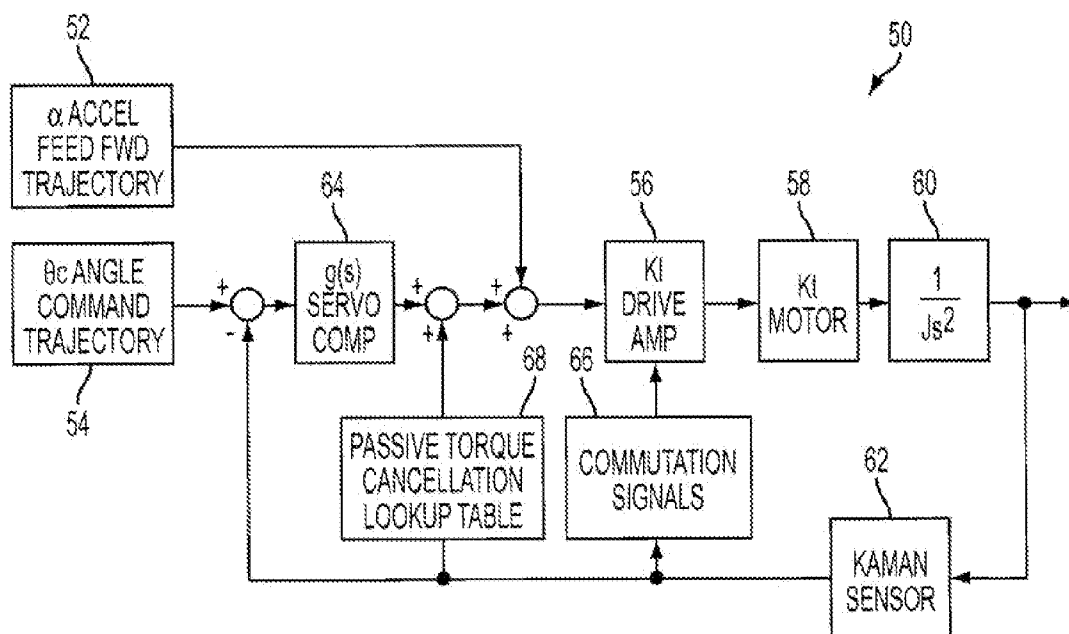 52
50
α ACCEL
FEED FWD
TRAJECTORY
64
56
58
60
θc ANGLE
COMMAND
TRAJECTORY
+
-
g(s)
SERVO
COMP
+
+
+
+
KI
DRIVE
AMP
KI
MOTOR
1
Js²
54
68
66
PASSIVE TORQUE
CANCELLATION
LOOKUP TABLE
COMMUTATION
SIGNALS
62
KAMAN
SENSOR